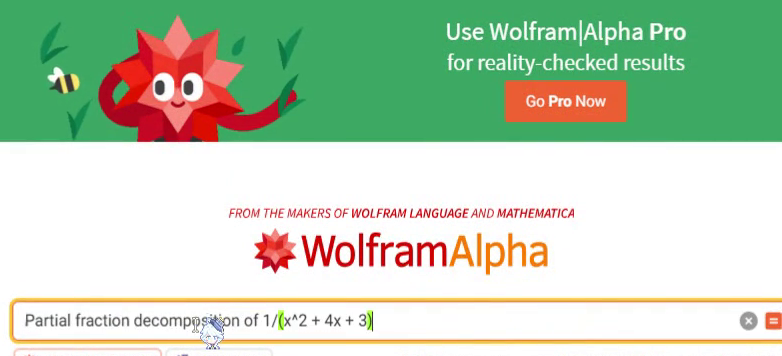 Use Wolfram|Alpha Pro
for reality-checked results
Go Pro Now
FROM THE MAKERS OF WOLFRAM LANGUAGE AND MATHEMATICA
WolframAlpha
Partial fraction decomposition of 1/(x^2 + 4x + 3)